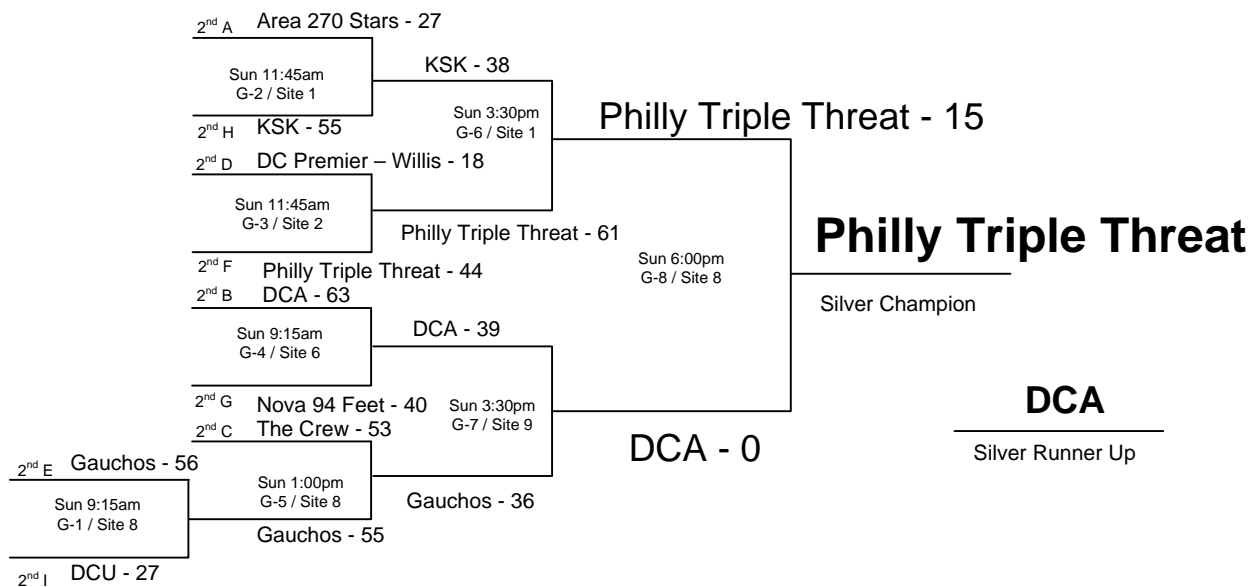 2nd A Area 270 Stars - 27
Sun 11:45am
G-2 / Site 1
2nd H KSK - 55
KSK - 38
2nd D DC Premier – Willis - 18
Sun 11:45am
G-3 / Site 2
2nd F Philly Triple Threat - 44
Philly Triple Threat - 61
Sun 3:30pm
G-6 / Site 1
Philly Triple Threat - 15
2nd B DCA - 63
Sun 9:15am
G-4 / Site 6
2nd G Nova 94 Feet - 40
DCA - 39
2nd C The Crew - 53
Sun 1:00pm
G-5 / Site 8
Gauchos - 55
2nd E Gauchos - 56
Sun 9:15am
G-1 / Site 8
2nd I DCU - 27
Gauchos - 36
Sun 3:30pm
G-7 / Site 9
DCA - 0
Sun 6:00pm
G-8 / Site 8
Philly Triple Threat
Silver Champion
DCA
Silver Runner Up